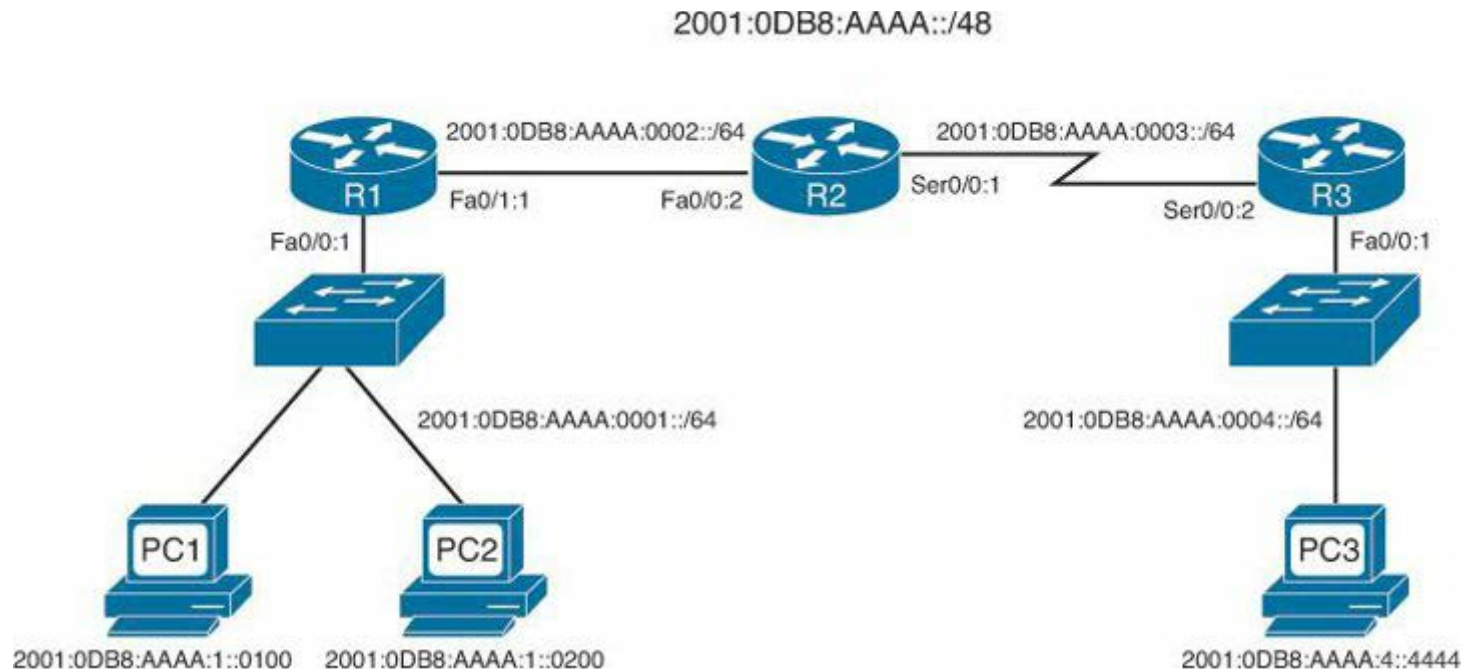 2001:0DB8:AAAA::/48
2001:0DB8:AAAA:0002::/64
2001:0DB8:AAAA:0003::/64
R1
R2
R3
Fa0/1:1
Fa0/0:2
Ser0/0:1
Ser0/0:2
Fa0/0:1
Fa0/0:1
2001:0DB8:AAAA:0001::/64
2001:0DB8:AAAA:0004::/64
PC1
PC2
PC3
2001:0DB8:AAAA:1::0100
2001:0DB8:AAAA:1::0200
2001:0DB8:AAAA:4::4444